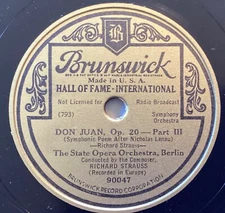 B
Brunswick
Made in U. S. A.
HALL OF FAME · INTERNATIONAL
Not Licensed for Radio Broadcast
(793) Symphony
Orchestra
DON JUAN, Op. 20—Part III
(Symphonic Poem After Nicholas Lenau)
—Richard Strauss—
The State Opera Orchestra, Berlin
Conducted by the Composer,
RICHARD STRAUSS
(Recorded in Europe)
90047
BRUNSWICK RECORD CORPORATION